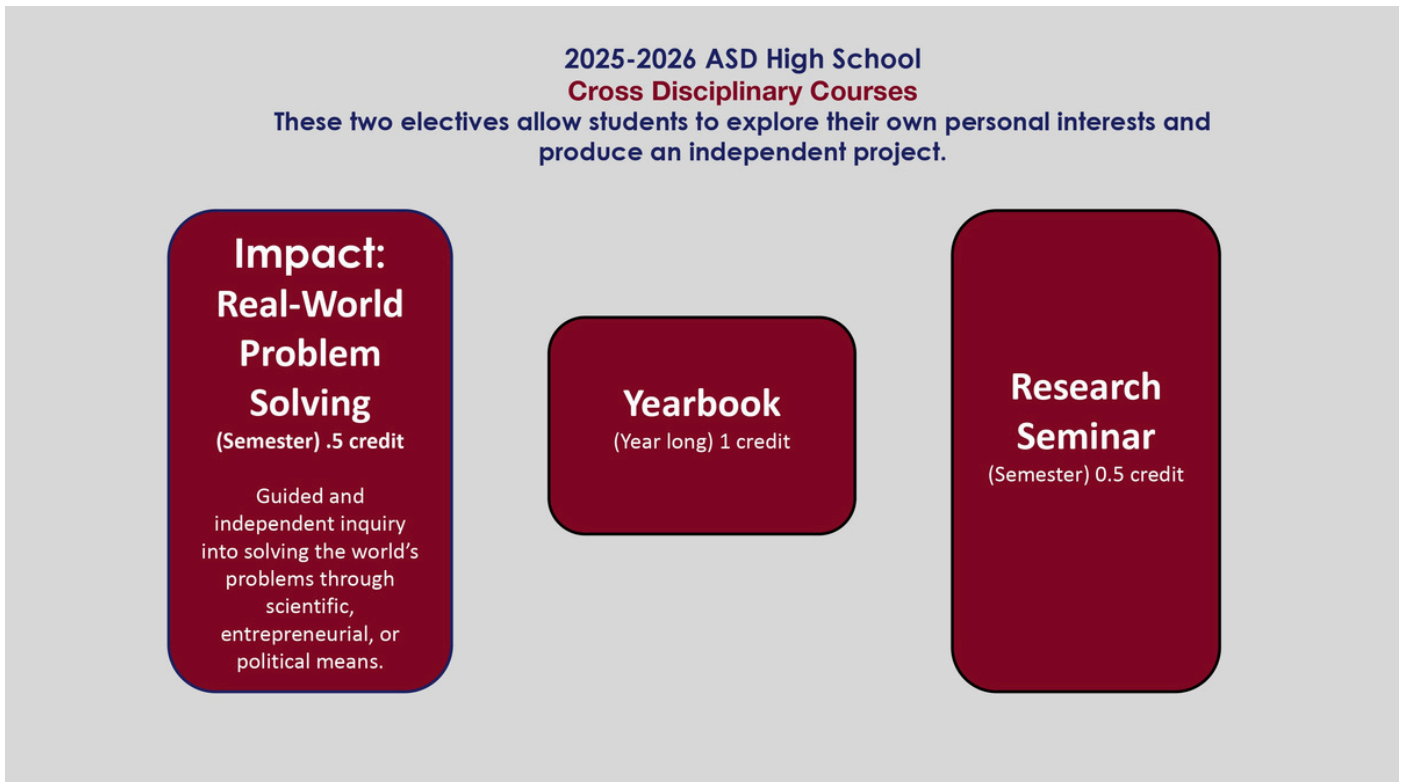 2025-2026 ASD High School
Cross Disciplinary Courses
These two electives allow students to explore their own personal interests and
produce an independent project.
Impact:
Real-World
Problem
Solving
(Semester) .5 credit
Guided and
independent inquiry
into solving the world’s
problems through
scientific,
entrepreneurial, or
political means.
Yearbook
(Year long) 1 credit
Research
Seminar
(Semester) 0.5 credit